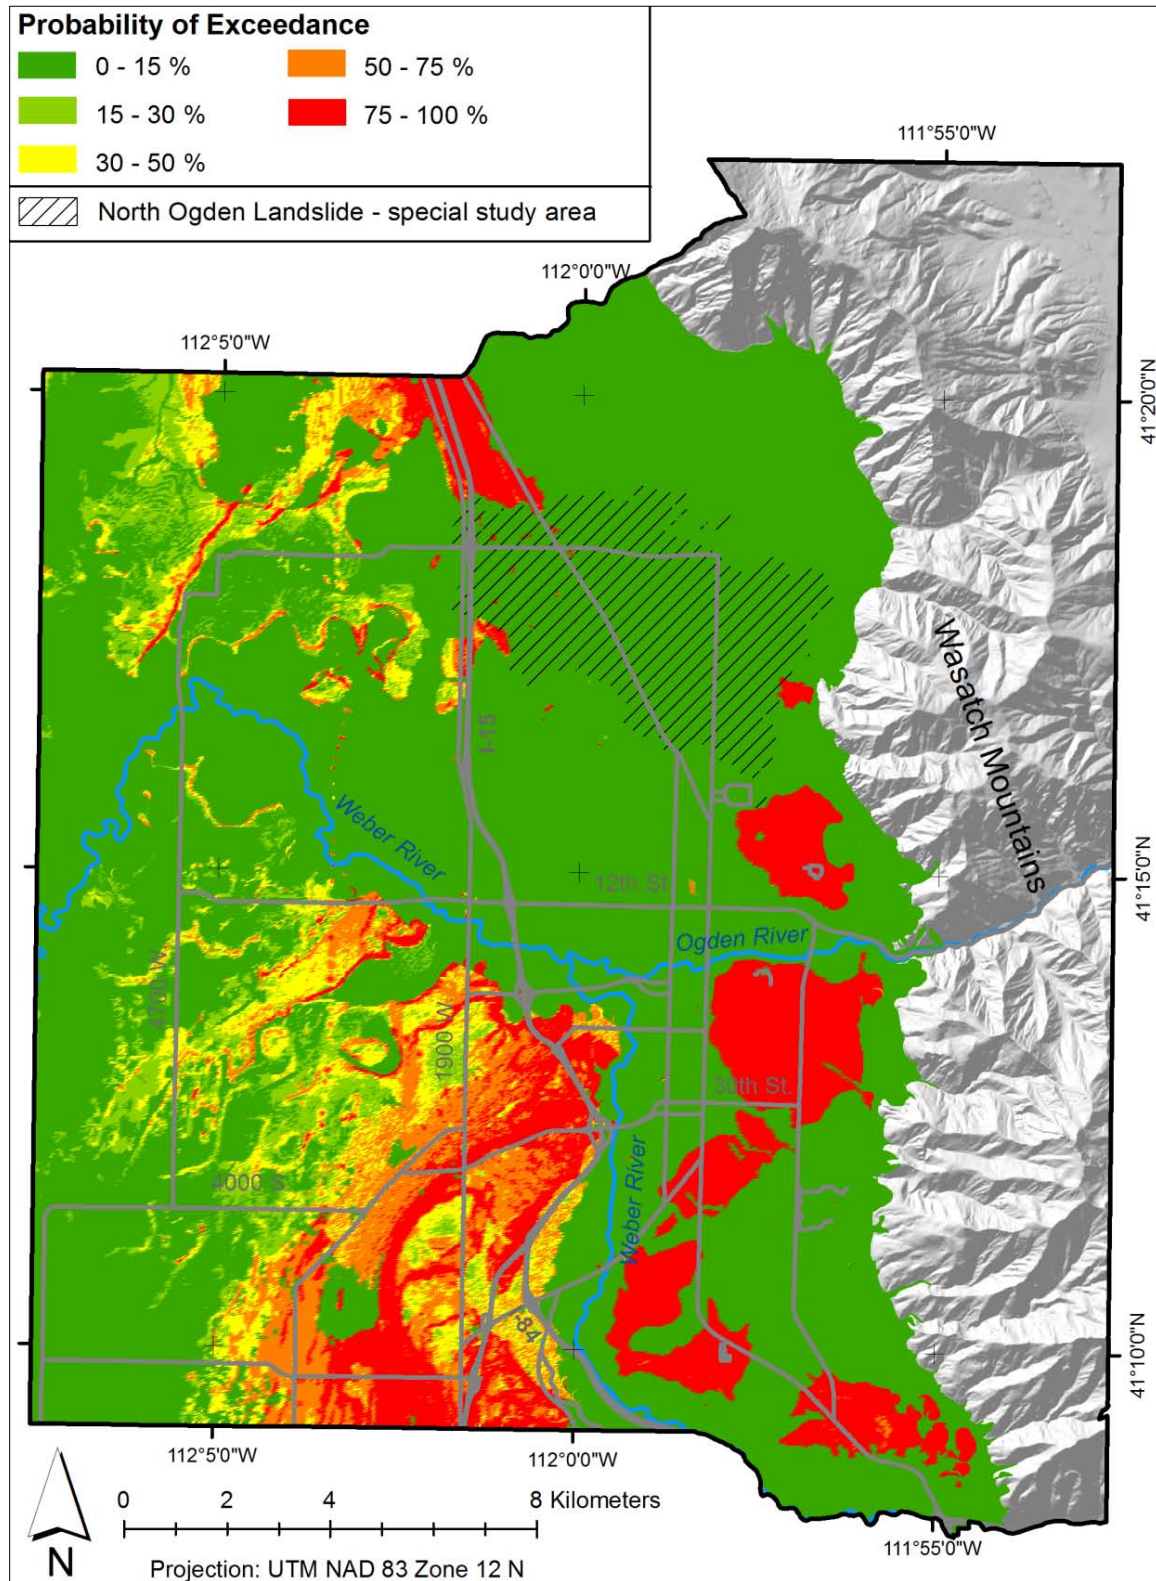 Probability of Exceedance
0 - 15 %
50 - 75 %
15 - 30 %
75 - 100 %
30 - 50 %
North Ogden Landslide - special study area
111°55'0"W
112°0'0"W
112°5'0"W
41°20'0"N
Wasatch Mountains
I-15
Weber River
12th St
41°15'0"N
Ogden River
4700 W.
1900 W.
30th St.
Weber River
4000 S.
-84
41°10'0"N
112°5'0"W
112°0'0"W
111°55'0"W
0 2 4 8 Kilometers
N
Projection: UTM NAD 83 Zone 12 N